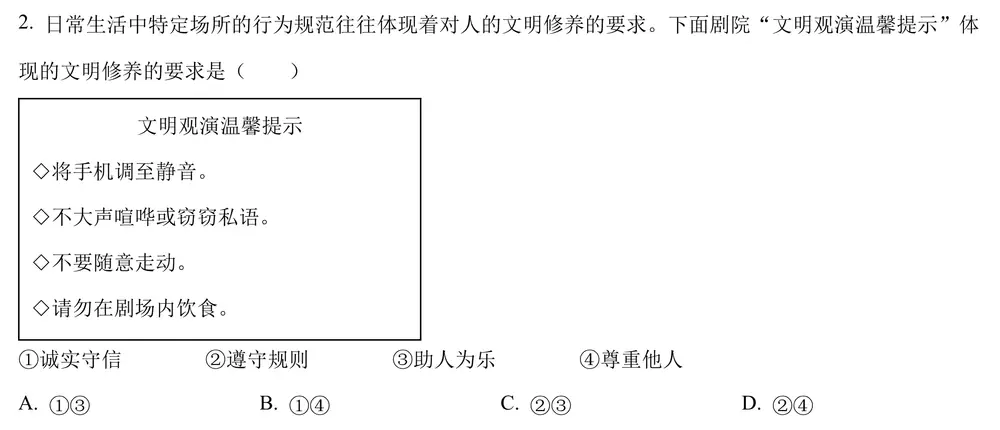 2. 日常生活中特定场所的行为规范往往体现着对人的文明修养的要求。下面剧院“文明观演温馨提示”体
现的文明修养的要求是（　　）
文明观演温馨提示
◇将手机调至静音。
◇不大声喧哗或窃窃私语。
◇不要随意走动。
◇请勿在剧场内饮食。
①诚实守信 ②遵守规则 ③助人为乐 ④尊重他人
A. ①③ B. ①④ C. ②③ D. ②④